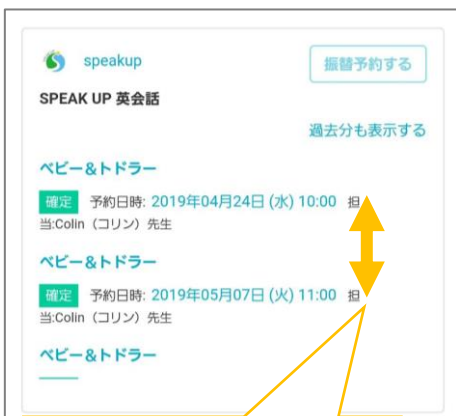 speakup
振替予約する
SPEAK UP 英会話
過去分も表示する
ベビー&トドラー
確定 予約日時: 2019年04月24日 (水) 10:00 担
当:Colin（コリン）先生
ベビー&トドラー
確定 予約日時: 2019年05月07日 (火) 11:00 担
当:Colin（コリン）先生
ベビー&トドラー